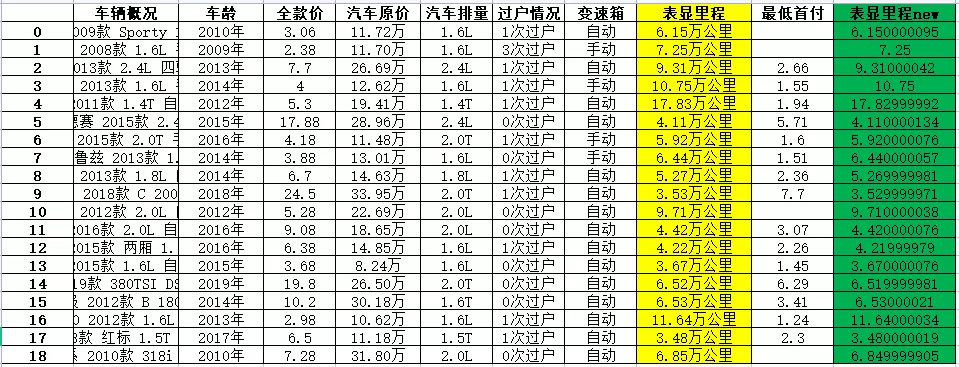 车辆概况 车龄 全款价 汽车原价 汽车排量 过户情况 变速箱 表显里程 最低首付 表显里程new
0 009款 Sporty 1 2010年 3.06 11.72万 1.6L 1次过户 自动 6.15万公里 6.150000095
1 2008款 1.6L 2009年 2.38 11.70万 1.6L 3次过户 手动 7.25万公里 7.25
2 2013款 2.4L 四 2013年 7.7 26.69万 2.4L 1次过户 自动 9.31万公里 2.66 9.31000042
3 2013款 1.6L 2014年 4 12.62万 1.6L 1次过户 手动 10.75万公里 1.55 10.75
4 2011款 1.4T 自 2012年 5.3 19.41万 1.4T 1次过户 自动 17.83万公里 1.94 17.82999992
5 赛 2015款 2.4 2015年 17.88 28.96万 2.4L 0次过户 自动 4.11万公里 5.71 4.110000134
6 2015款 2.0T 手 2016年 4.18 11.48万 2.0T 1次过户 手动 5.92万公里 1.6 5.920000076
7 鲁兹 2013款 1. 2014年 3.88 13.01万 1.6L 0次过户 手动 6.44万公里 1.51 6.440000057
8 2013款 1.8L 2014年 6.7 14.63万 1.8L 1次过户 自动 5.27万公里 2.36 5.269999981
9 2018款 C 200 2018年 24.5 33.95万 2.0T 1次过户 自动 3.53万公里 7.7 3.529999971
10 2012款 2.0L 2012年 5.28 22.69万 2.0L 0次过户 自动 9.71万公里 9.710000038
11 2016款 2.0L 自 2016年 9.08 18.65万 2.0L 0次过户 自动 4.42万公里 3.07 4.420000076
12 2015款 两厢 1. 2016年 6.38 14.85万 1.6L 3次过户 自动 4.22万公里 2.26 4.21999979
13 2015款 1.6L 自 2015年 3.68 8.24万 1.6L 0次过户 自动 3.67万公里 1.45 3.670000076
14 19款 380TSI DS 2019年 19.8 26.50万 2.0T 0次过户 自动 6.52万公里 6.29 6.519999981
15 2012款 B 180 2014年 10.2 30.18万 1.6T 0次过户 自动 6.53万公里 3.41 6.53000021
16 2012款 1.6L 2013年 2.98 10.62万 1.6L 3次过户 自动 11.64万公里 1.24 11.64000034
17 款 红标 1.5T 2017年 6.5 11.18万 1.5T 1次过户 自动 3.48万公里 2.3 3.480000019
18 2010款 318i 2010年 7.28 31.80万 2.0L 0次过户 自动 6.85万公里 6.849999905